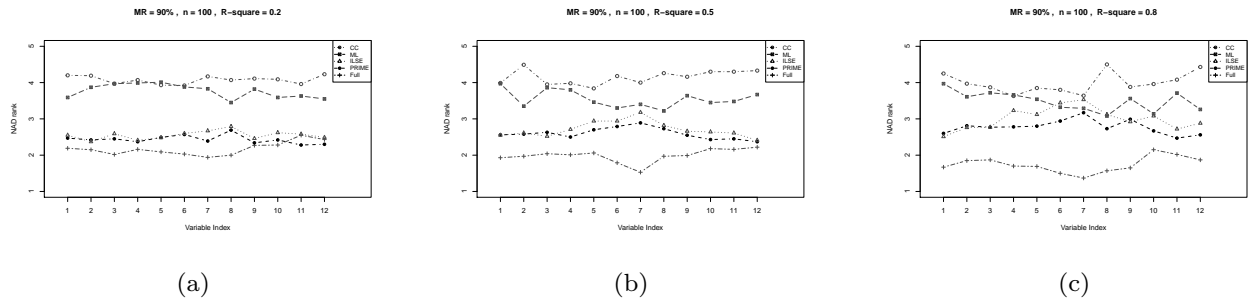 MR = 90% , n = 100 , R−square = 0.2
NAD rank
5
4
3
2
1
CC
ML
ILSE
PRIME
Full
1 2 3 4 5 6 7 8 9 10 11 12
Variable Index
(a)
MR = 90% , n = 100 , R−square = 0.5
NAD rank
5
4
3
2
1
CC
ML
ILSE
PRIME
Full
1 2 3 4 5 6 7 8 9 10 11 12
Variable Index
(b)
MR = 90% , n = 100 , R−square = 0.8
NAD rank
5
4
3
2
1
CC
ML
ILSE
PRIME
Full
1 2 3 4 5 6 7 8 9 10 11 12
Variable Index
(c)